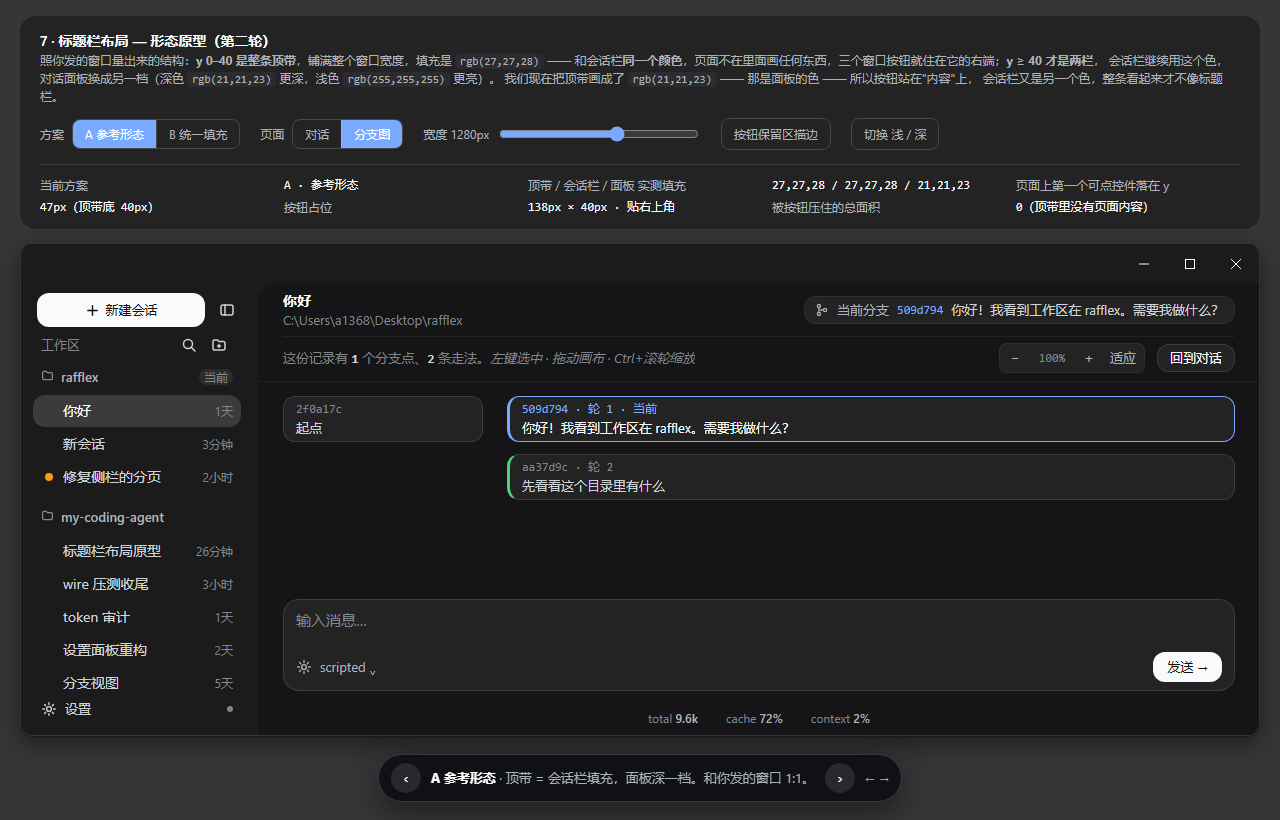 7 · 标题栏布局 — 形态原型（第二轮）
照你发的窗口量出来的结构：y 0–40 是整条顶带，铺满整个窗口宽度，填充是 rgb(27,27,28) —— 和会话栏同一个颜色，页面不在里面画任何东西，三个窗口按钮就住在它的右端；y ≥ 40 才是两栏， 会话栏继续用这个色，
对话面板换成另一档（深色 rgb(21,21,23) 更深，浅色 rgb(255,255,255) 更亮）。 我们现在把顶带画成了 rgb(21,21,23) —— 那是面板的色 —— 所以按钮站在"内容"上， 会话栏又是另一个色，整条看起来才不像标题
栏。
方案 A 参考形态 B 统一填充 页面 对话 分支图 宽度 1280px 按钮保留区描边 切换 浅 / 深
当前方案 A · 参考形态 顶带 / 会话栏 / 面板 实测填充 27,27,28 / 27,27,28 / 21,21,23 页面上第一个可点控件落在 y
47px (顶带底 40px) 按钮占位 138px × 40px · 贴右上角 被按钮压住的总面积 0 (顶带里没有页面内容)
+ 新建会话
工作区
rafflex 当前
你好 1天
新会话 3分钟
修复侧栏的分页 2小时
my-coding-agent
标题栏布局原型 26分钟
wire 压测收尾 3小时
token 审计 1天
设置面板重构 2天
分支视图 5天
设置
你好
C:\Users\a1368\Desktop\rafflex
当前分支 509d794 你好！我看到工作区在 rafflex。需要我做什么？
这份记录有 1 个分支点、2 条走法。左键选中 · 拖动画布 · Ctrl+滚轮缩放
− 100% + 适应 回到对话
2f0a17c
起点
509d794 · 轮 1 · 当前
你好！我看到工作区在 rafflex。需要我做什么？
aa37d9c · 轮 2
先看看这个目录里有什么
输入消息...
scripted
发送 →
total 9.6k cache 72% context 2%
‹ A 参考形态 · 顶带 = 会话栏填充，面板深一档。和你发的窗口 1:1。 › ←→